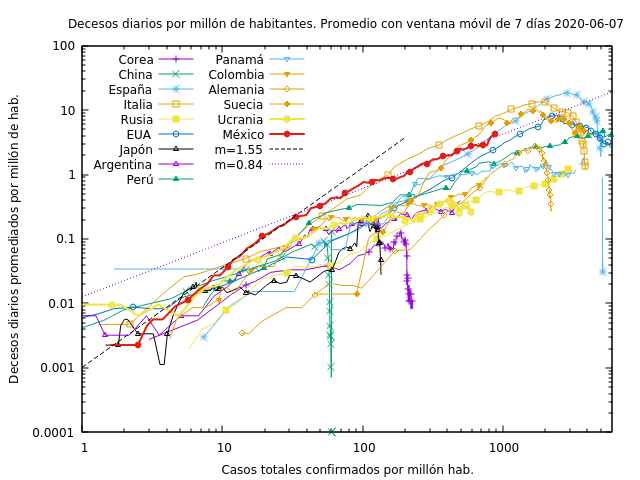 Decesos diarios por millón de habitantes. Promedio con ventana móvil de 7 días 2020-06-07
Decesos diarios promediados por millón de hab.
100
10
1
0.1
0.01
0.001
0.0001
Corea
China
España
Italia
Rusia
EUA
Japón
Argentina
Perú
Panamá
Colombia
Alemania
Suecia
Ucrania
México
m=1.55
m=0.84
1 10 100 1000
Casos totales confirmados por millón hab.